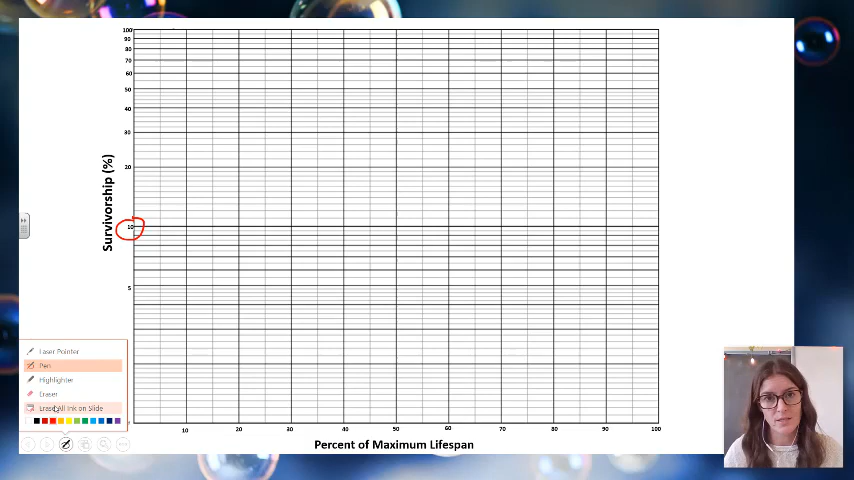 100
90
80
70
60
50
40
30
20
10
5
Survivorship (%)
10 20 30 40 50 60 70 80 90 100
Percent of Maximum Lifespan
Laser Pointer
Pen
Highlighter
Eraser
Erase All Ink on Slide